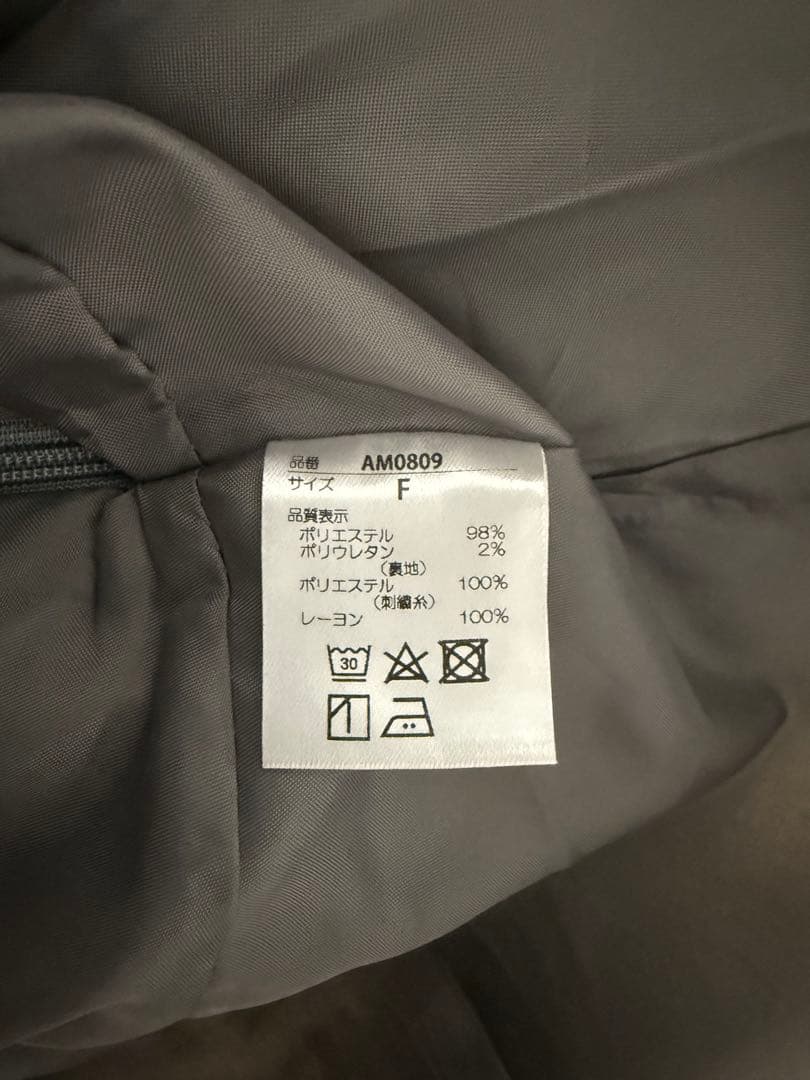 品番 AM0809
サイズ F
品質表示
ポリエステル 98%
ポリウレタン 2%
(裏地)
ポリエステル 100%
(刺繍糸)
レーヨン 100%
30